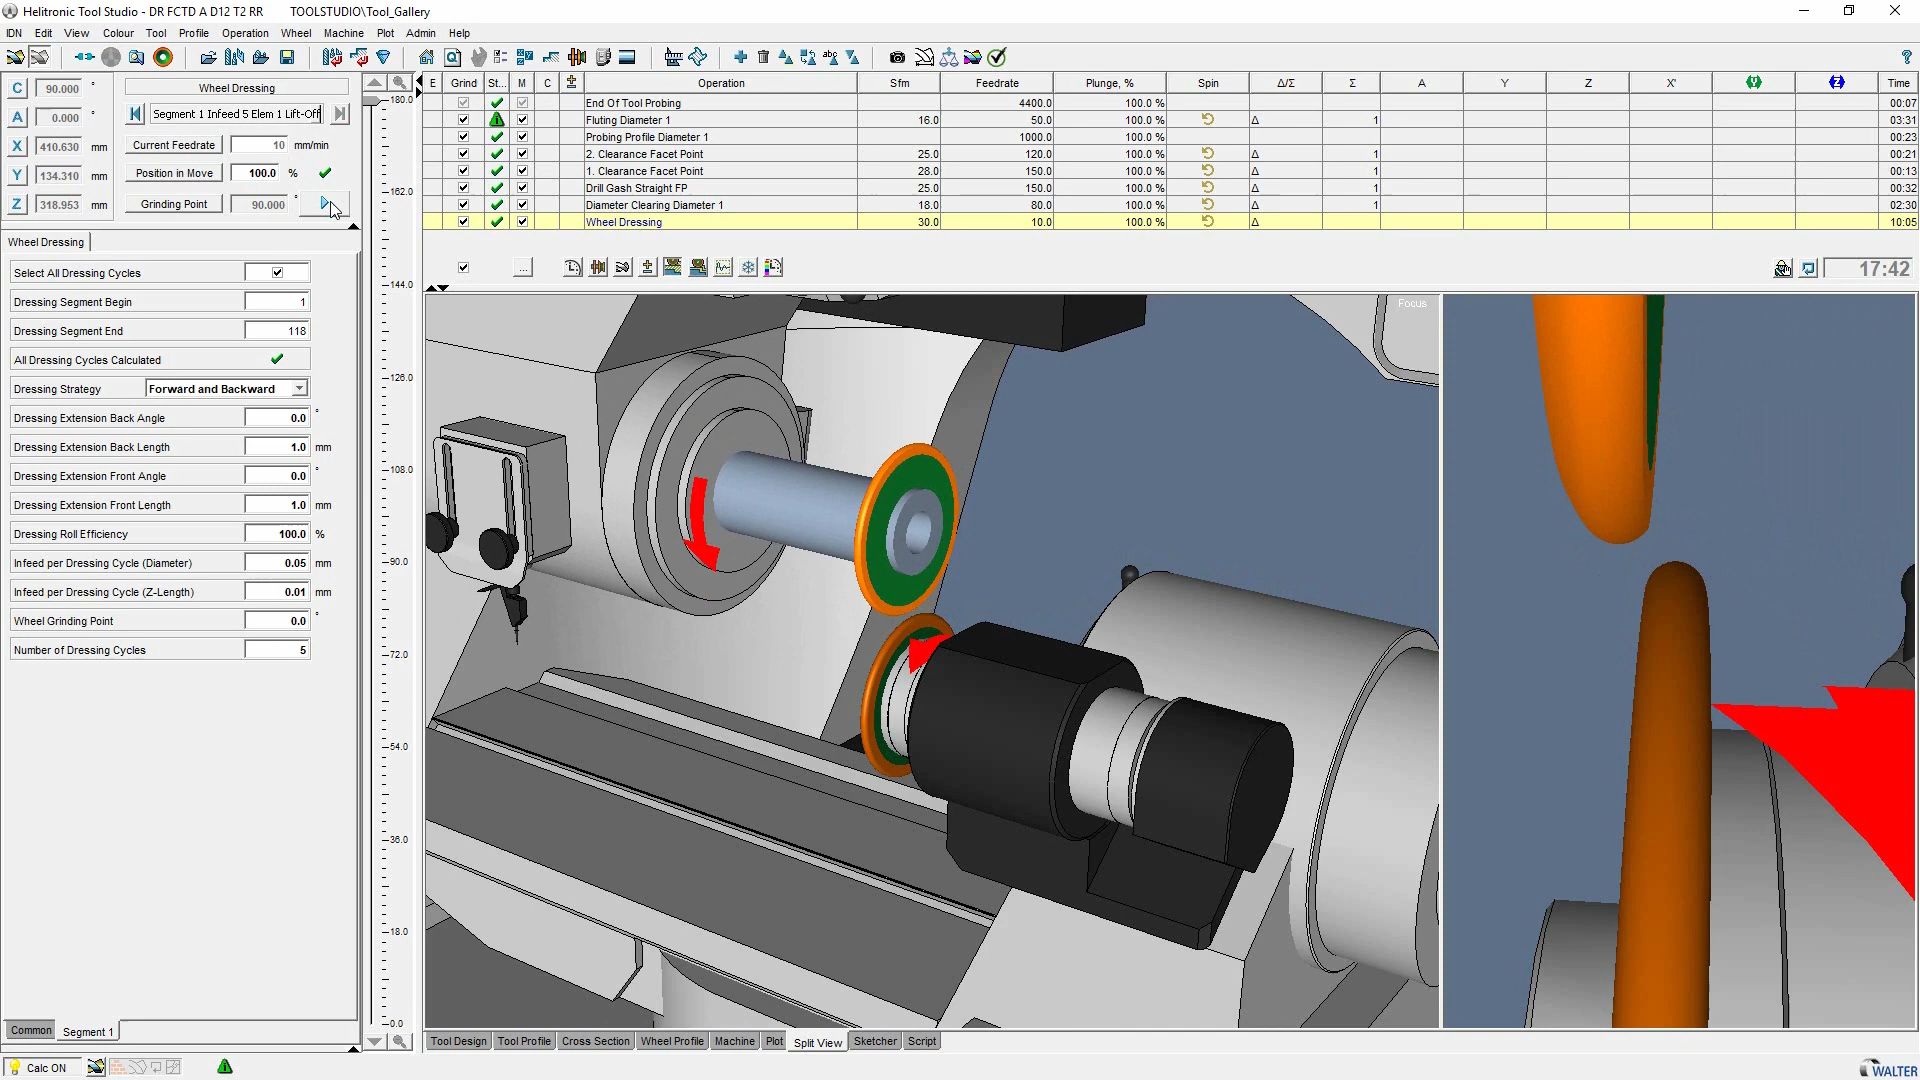 Helitronic Tool Studio - DR FCTD A D12 T2 RR TOOLSTUDIO\Tool_Gallery
IDN Edit View Colour Tool Profile Operation Wheel Machine Plot Admin Help
C 90.000 °
A 0.000 °
X 410.630 mm
Y 134.310 mm
Z 318.953 mm
Wheel Dressing
Segment 1 Infeed 5 Elem 1 Lift-Off
Current Feedrate 10 mm/min
Position in Move 100.0 %
Grinding Point 90.000 °
Wheel Dressing
Select All Dressing Cycles
Dressing Segment Begin 1
Dressing Segment End 118
All Dressing Cycles Calculated
Dressing Strategy Forward and Backward
Dressing Extension Back Angle 0.0 °
Dressing Extension Back Length 1.0 mm
Dressing Extension Front Angle 0.0 °
Dressing Extension Front Length 1.0 mm
Dressing Roll Efficiency 100.0 %
Infeed per Dressing Cycle (Diameter) 0.05 mm
Infeed per Dressing Cycle (Z-Length) 0.01 mm
Wheel Grinding Point 0.0 °
Number of Dressing Cycles 5
Common Segment 1
Calc ON
180.0
162.0
144.0
126.0
108.0
90.0
72.0
54.0
36.0
18.0
0.0
E Grind St... M C Operation Sfm Feedrate Plunge, % Spin Δ/Σ Σ A Y Z X' Y Z Time
End Of Tool Probing 4400.0 100.0 % 00:07
Fluting Diameter 1 16.0 50.0 100.0 % Δ 1 03:31
Probing Profile Diameter 1 1000.0 100.0 % 00:23
2. Clearance Facet Point 25.0 120.0 100.0 % Δ 1 00:21
1. Clearance Facet Point 28.0 150.0 100.0 % Δ 1 00:13
Drill Gash Straight FP 25.0 150.0 100.0 % Δ 1 00:32
Diameter Clearing Diameter 1 18.0 80.0 100.0 % Δ 1 02:30
Wheel Dressing 30.0 10.0 100.0 % Δ 10:05
... 17:42
Focus
Tool Design Tool Profile Cross Section Wheel Profile Machine Plot Split View Sketcher Script
WALTER